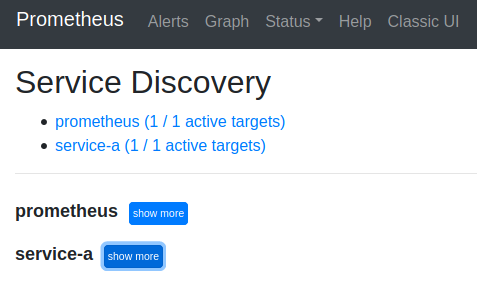 Prometheus Alerts Graph Status Help Classic UI
Service Discovery
prometheus (1 / 1 active targets)
service-a (1 / 1 active targets)
prometheus show more
service-a show more